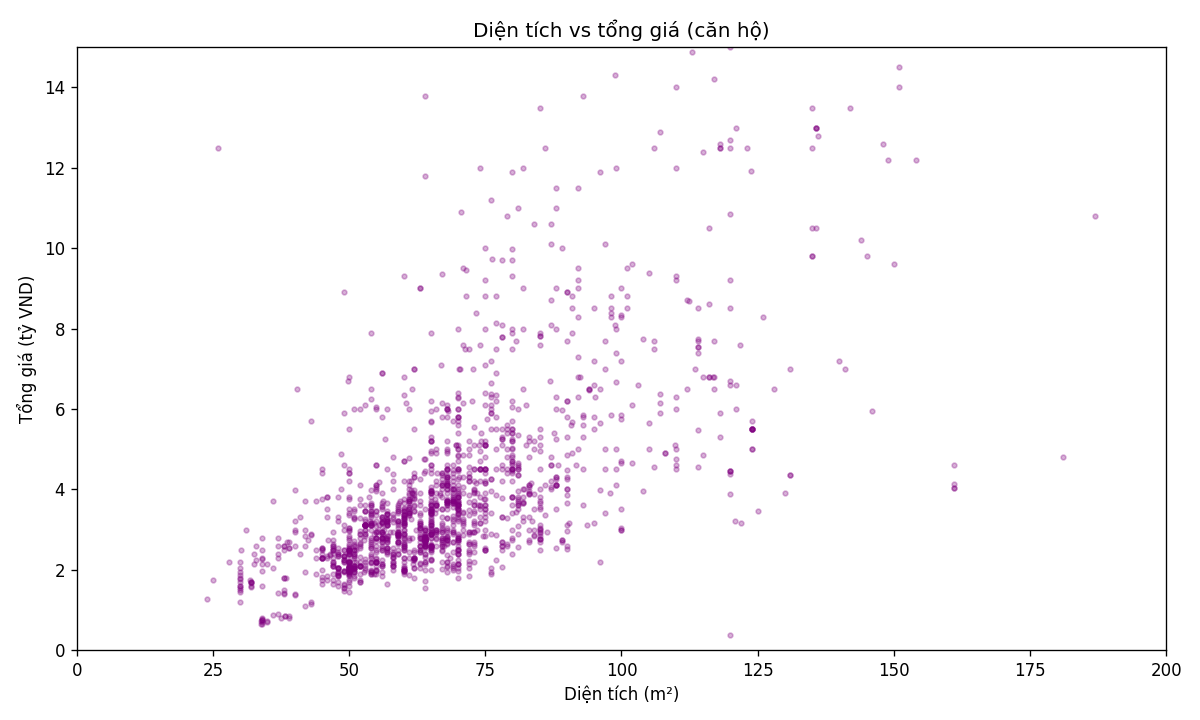 Diện tích vs tổng giá (căn hộ)
Tổng giá (tỷ VND)
14
12
10
8
6
4
2
0
0 25 50 75 100 125 150 175 200
Diện tích (m²)